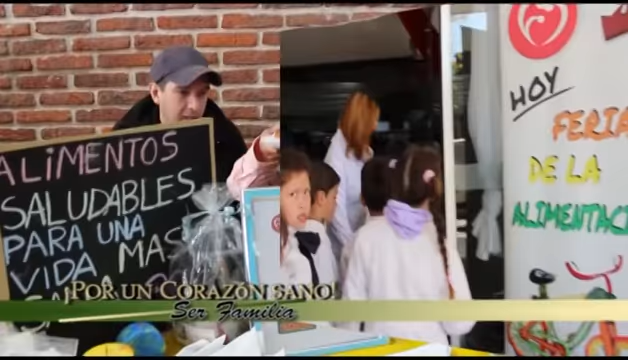 ALIMENTOS
SALUDABLES
PARA UNA
VIDA MAS
HOY
FERIA
DE LA
ALIMENTAC
¡POR UN CORAZÓN SANO!
Ser Familia